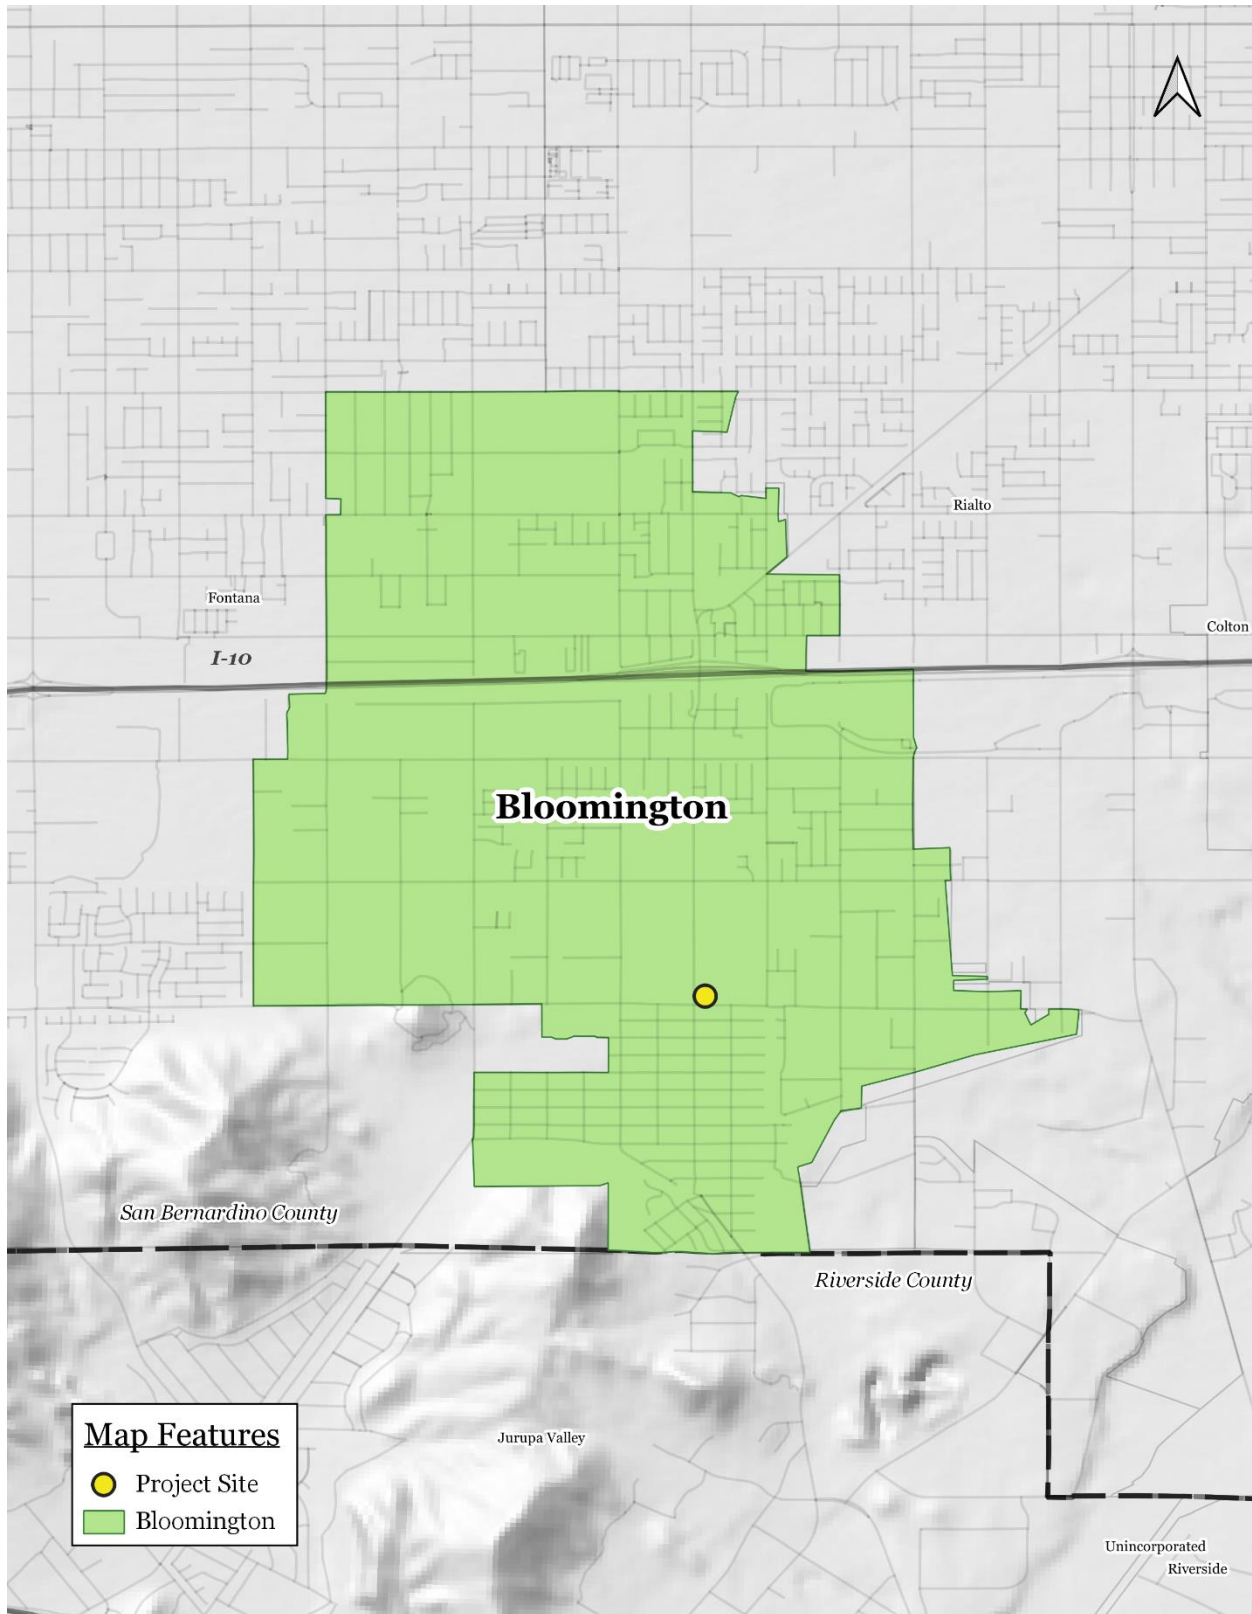 Rialto
Fontana
Colton
I-10
Bloomington
San Bernardino County
Riverside County
Map Features
Jurupa Valley
Project Site
Bloomington
Unincorporated
Riverside